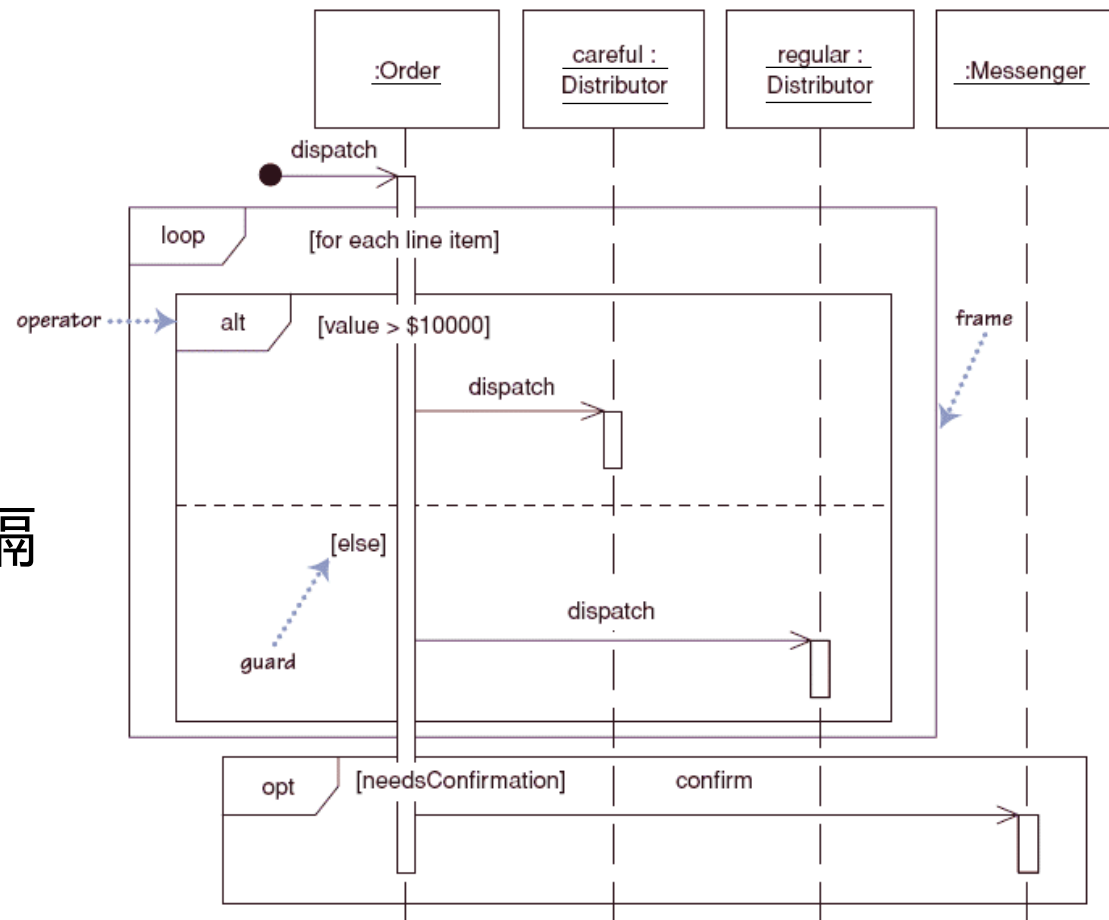 :Order
careful :
Distributor
regular :
Distributor
:Messenger
dispatch
loop
[for each line item]
operator
alt
[value > $10000]
frame
dispatch
隔
[else]
dispatch
guard
opt
[needsConfirmation]
confirm